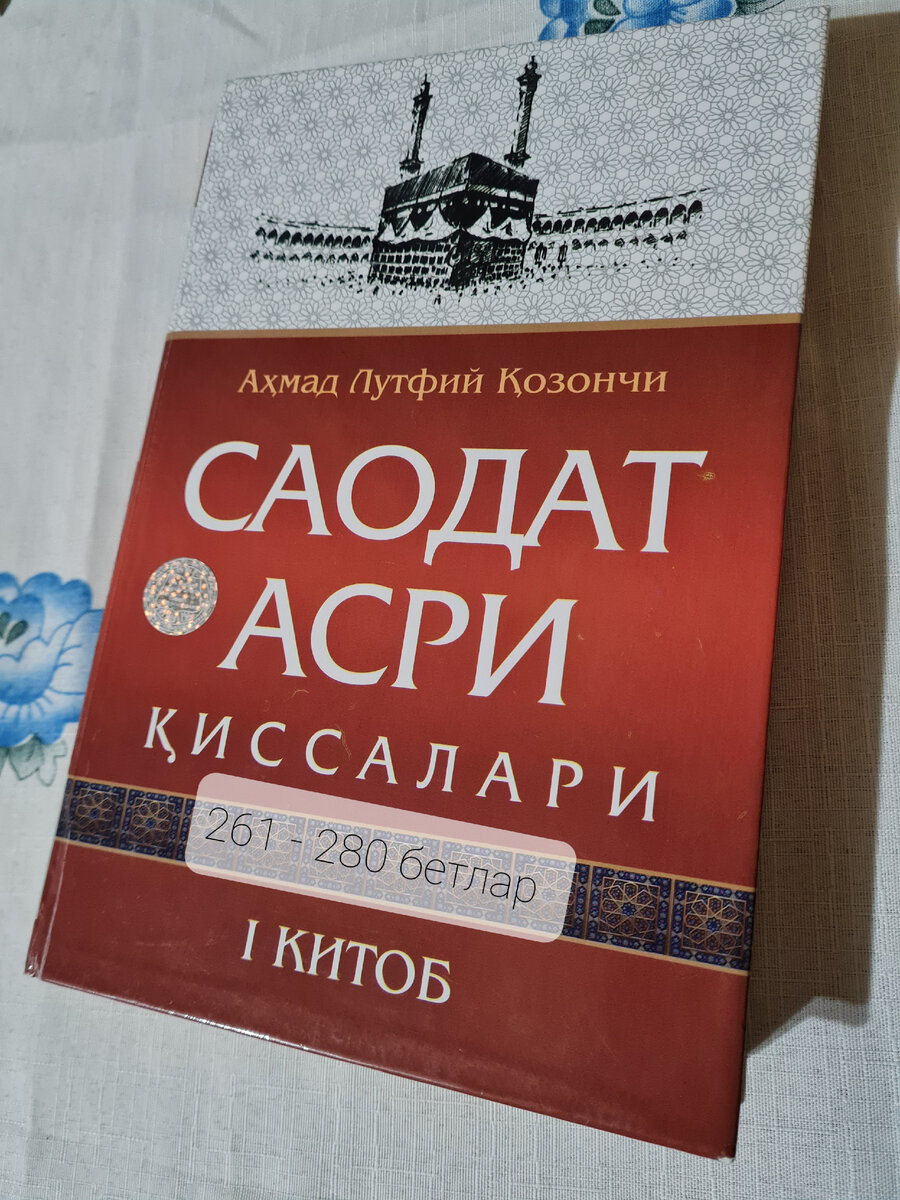 Аҳмад Лутфий Қозончи
САОДАТ
АСРИ
ҚИССАЛАРИ
261 - 280 бетлар
I КИТОБ